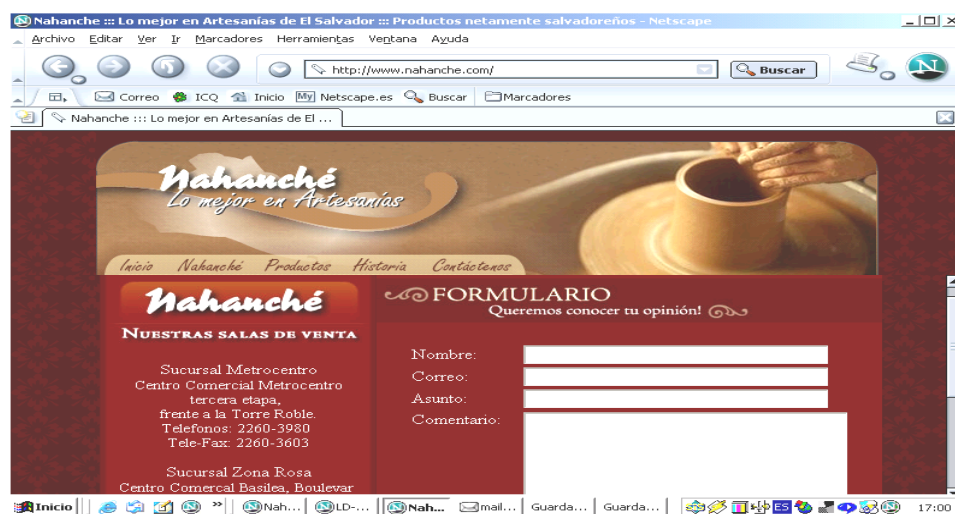 Nahanche ::: Lo mejor en Artesanías de El Salvador ::: Productos netamente salvadoreños - Netscape
Archivo Editar Ver Ir Marcadores Herramientas Ventana Ayuda
http://www.nahanche.com/ Buscar
Correo ICQ Inicio My Netscape.es Buscar Marcadores
Nahanche ::: Lo mejor en Artesanías de El ...
Nahanché
Lo mejor en Artesanías
Inicio Nahanché Productos Historia Contáctenos
Nahanché
NUESTRAS SALAS DE VENTA
Sucursal Metrocentro
Centro Comercial Metrocentro
tercera etapa,
frente a la Torre Roble.
Telefonos: 2260-3980
Tele-Fax: 2260-3603
Sucursal Zona Rosa
Centro Comercal Basilea, Boulevar
FORMULARIO
Queremos conocer tu opinión!
Nombre:
Correo:
Asunto:
Comentario:
Inicio » Nah... LD-... Nah... mail... Guarda... Guarda... ES 17:00